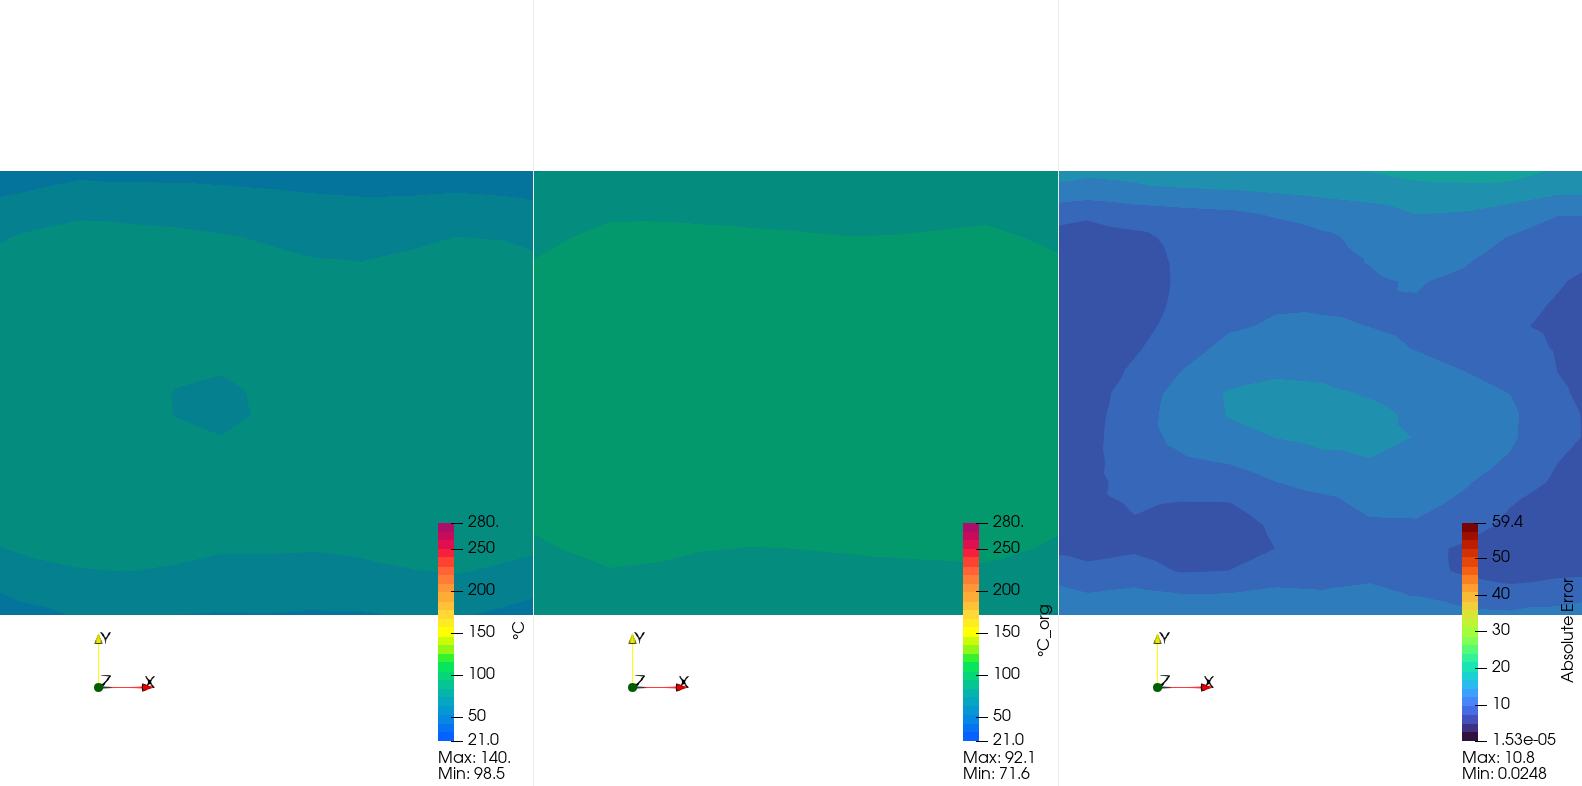 280.
250
200
150
100
50
21.0
°C
Max: 140.
Min: 98.5
Y
Z
X
280.
250
200
150
100
50
21.0
°C_org
Max: 92.1
Min: 71.6
Y
Z
X
59.4
50
40
30
20
10
1.53e-05
Absolute Error
Max: 10.8
Min: 0.0248
Y
Z
X